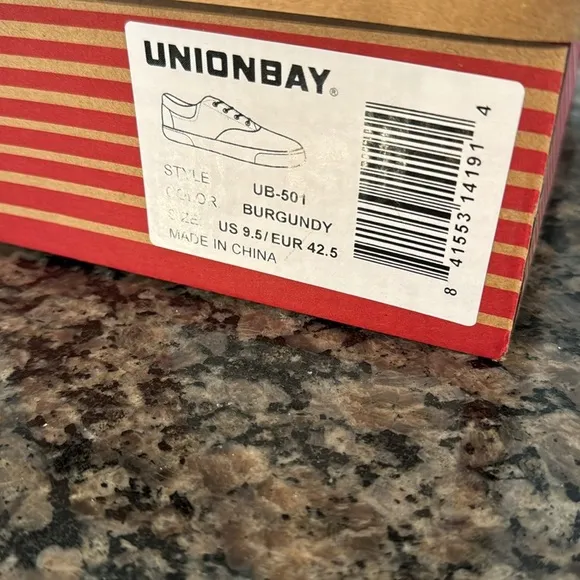 UNIONBAY®
STYLE UB-501
COLOR BURGUNDY
SIZE: US 9.5/EUR 42.5
MADE IN CHINA
8 41553 14191 4